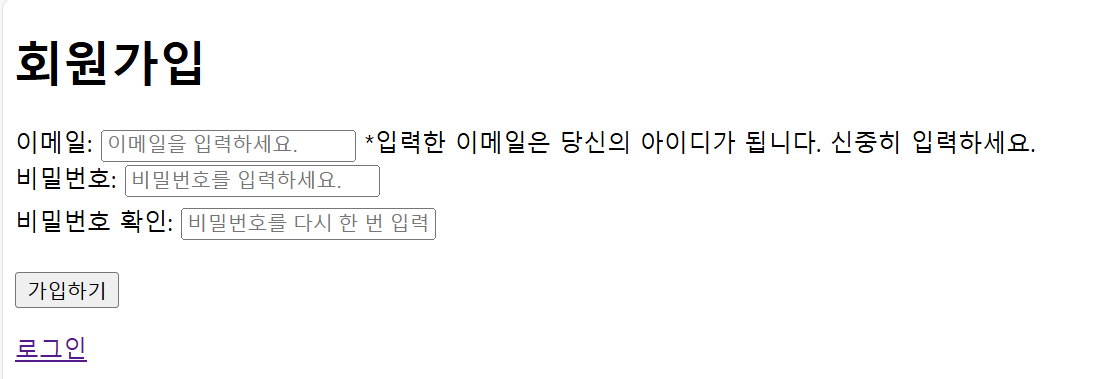 회원가입
이메일: 이메일을 입력하세요. *입력한 이메일은 당신의 아이디가 됩니다. 신중히 입력하세요.
비밀번호: 비밀번호를 입력하세요.
비밀번호 확인: 비밀번호를 다시 한 번 입력
가입하기
로그인